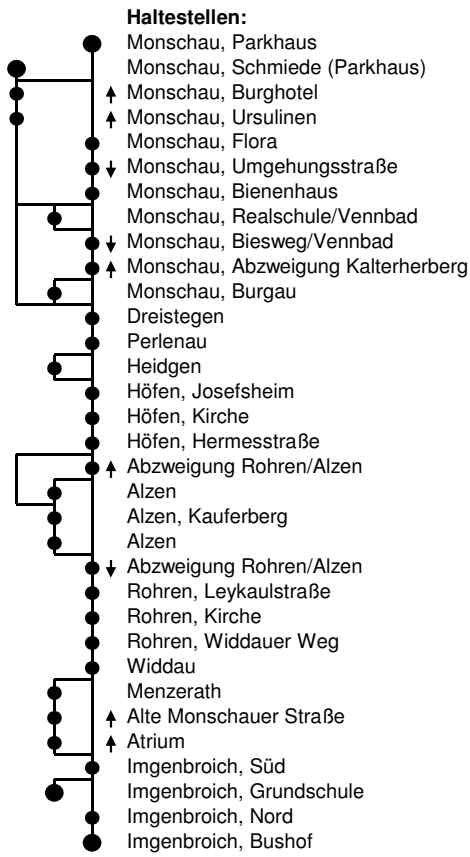 Haltestellen:
Monschau, Parkhaus
Monschau, Schmiede (Parkhaus)
Monschau, Burghotel
Monschau, Ursulinen
Monschau, Flora
Monschau, Umgehungsstraße
Monschau, Bienenhaus
Monschau, Realschule/Vennbad
Monschau, Biesweg/Vennbad
Monschau, Abzweigung Kalterherberg
Monschau, Burgau
Dreistegen
Perlenau
Heidgen
Höfen, Josefsheim
Höfen, Kirche
Höfen, Hermesstraße
Abzweigung Rohren/Alzen
Alzen
Alzen, Kauferberg
Alzen
Abzweigung Rohren/Alzen
Rohren, Leykaulstraße
Rohren, Kirche
Rohren, Widdauer Weg
Widdau
Menzerath
Alte Monschauer Straße
Atrium
Imgenbroich, Süd
Imgenbroich, Grundschule
Imgenbroich, Nord
Imgenbroich, Bushof